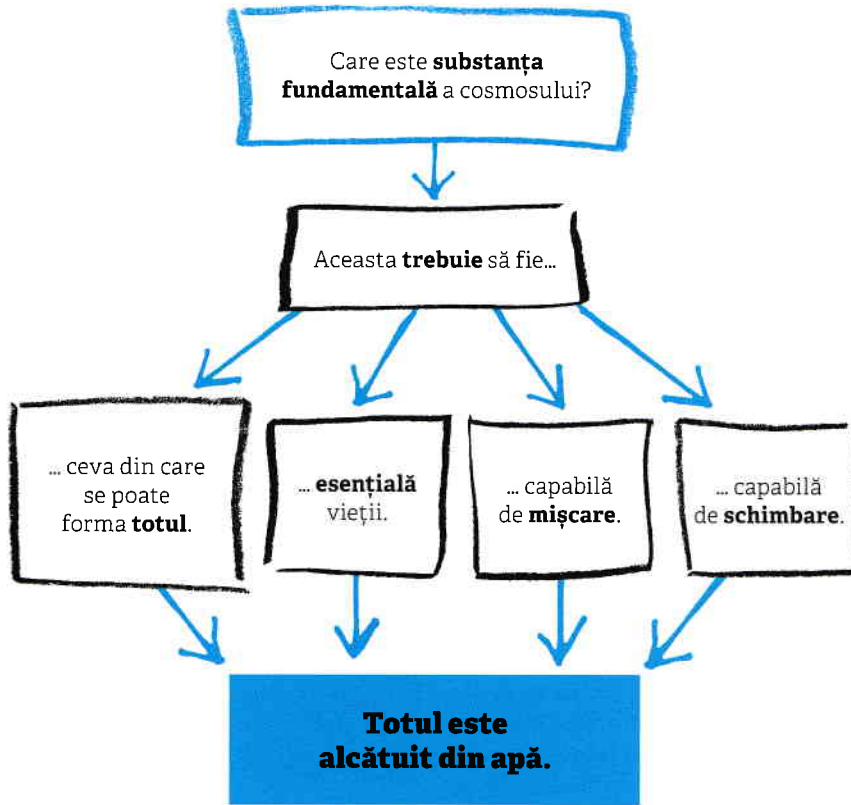 Care este substanța
fundamentală a cosmosului?
Aceasta trebuie să fie...
... ceva din care
se poate
forma totul.
... esențială
vieții.
... capabilă
de mișcare.
... capabilă
de schimbare.
Totul este
alcătuit din apă.